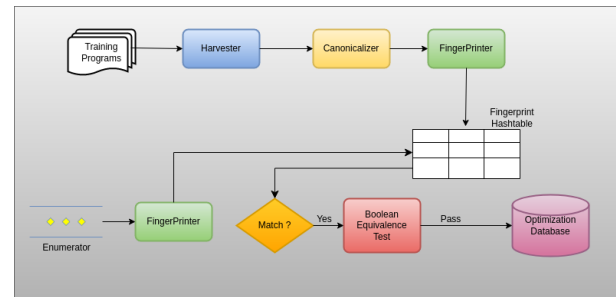 Training
Programs
Harvester
Canonicalizer
FingerPrinter
Fingerprint
Hashtable
FingerPrinter
Enumerator
Match ?
Yes
Boolean
Equivalence
Test
Pass
Optimization
Database